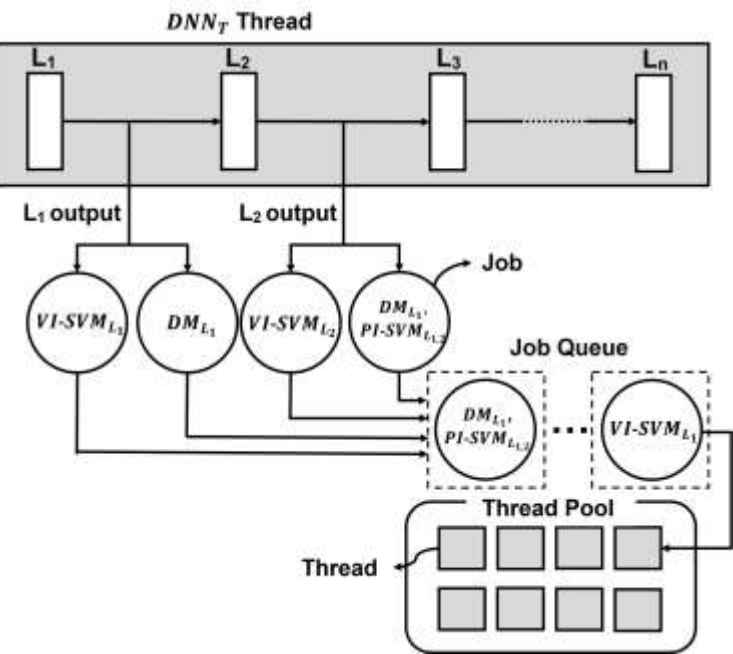 DNN_T Thread
L1 L2 L3 Ln
L1 output L2 output
Job
VI-SVM_L1 DM_L1 VI-SVM_L2 DM_L1,
PI-SVM_L1,2
Job Queue
DM_L1,
PI-SVM_L1,2
VI-SVM_L1
Thread Pool
Thread